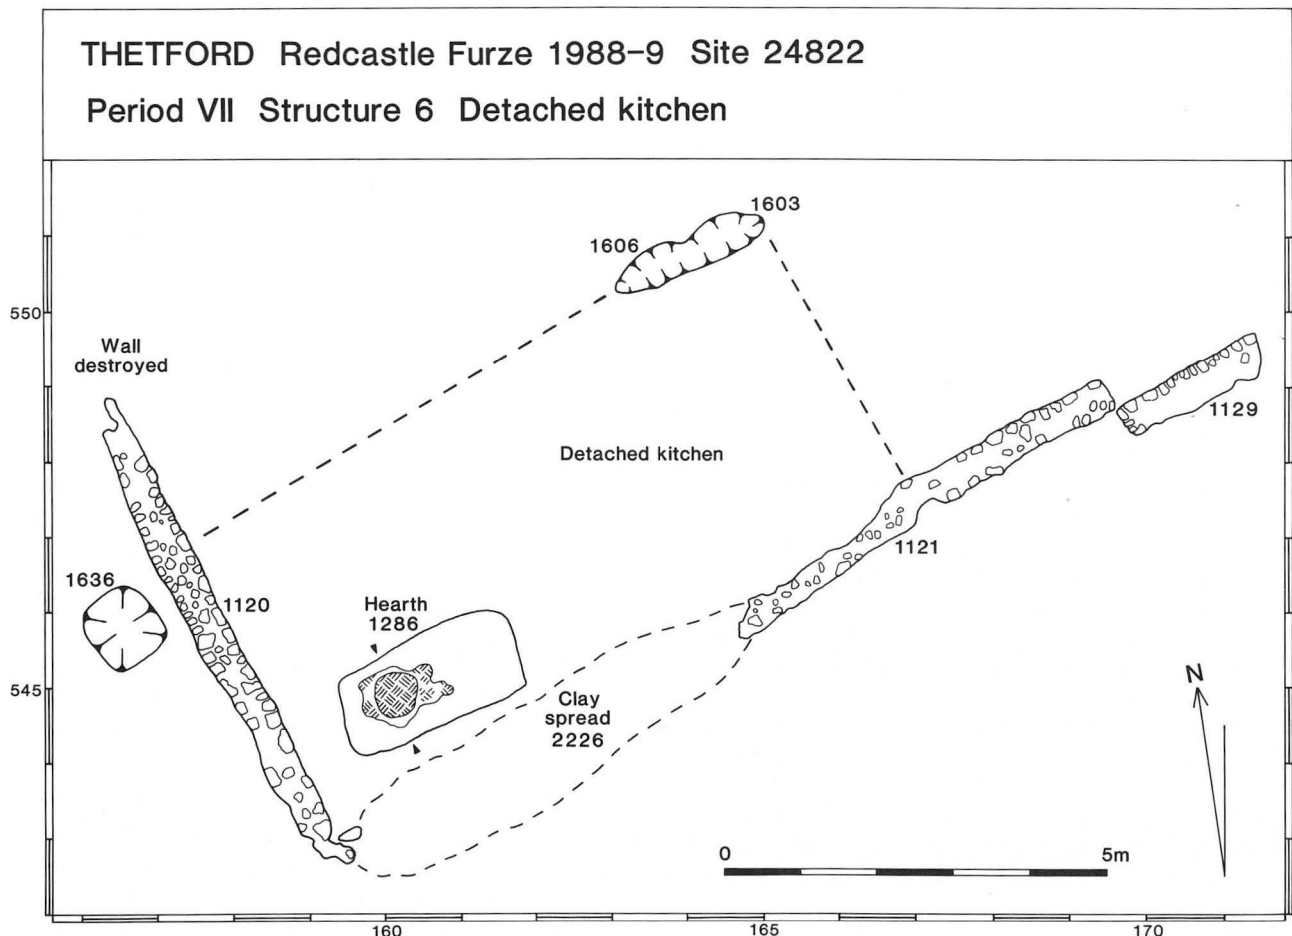 THETFORD Redcastle Furze 1988-9 Site 24822
Period VII Structure 6 Detached kitchen
1603
1606
550
Wall
destroyed
1129
Detached kitchen
1121
1636
1120
Hearth
1286
545
Clay
spread
2226
N
0 5m
160 165 170